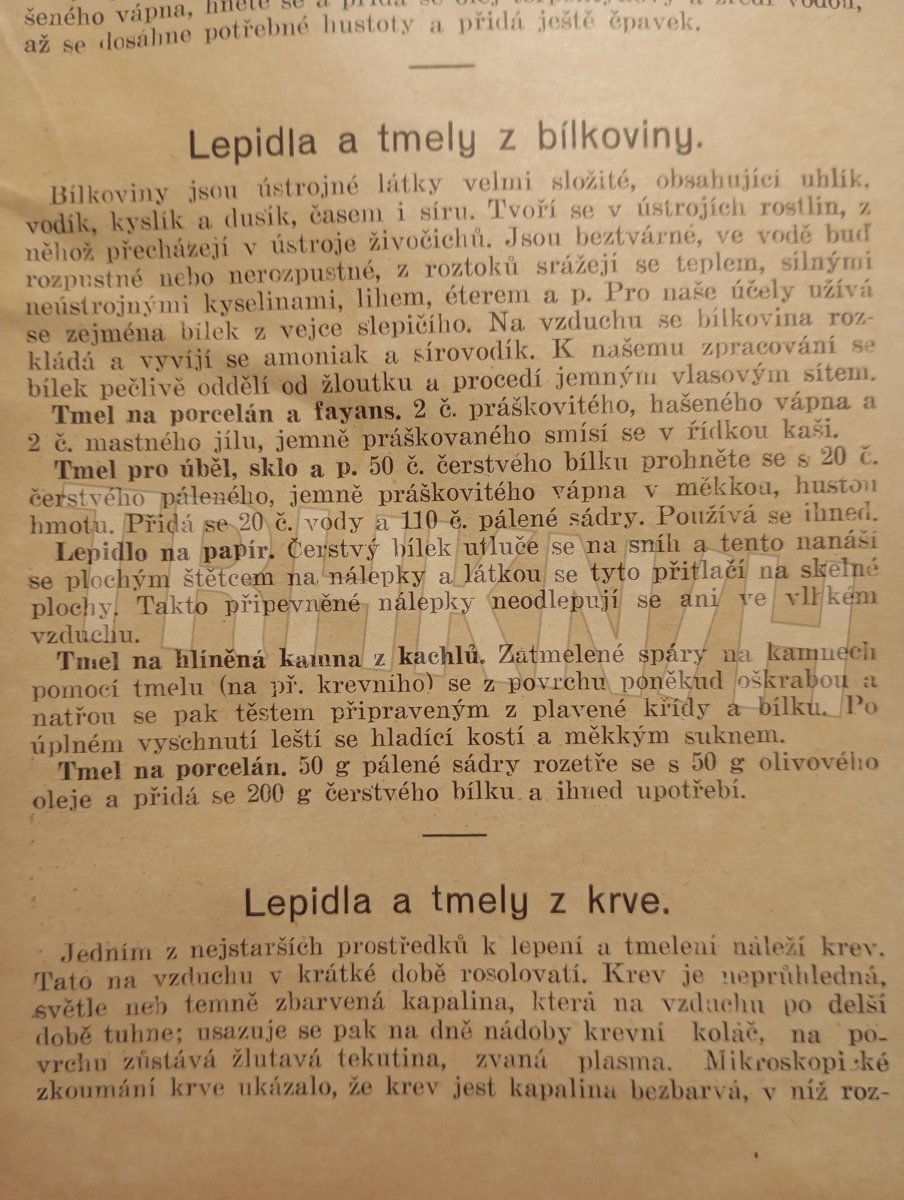 šeného vápna, hněte se a přidá se olej terpentýnový a zředí vodou,
až se dosáhne potřebné hustoty a přidá ještě čpavek.
Lepidla a tmely z bílkoviny.
Bílkoviny jsou ústrojné látky velmi složité, obsahující uhlík,
vodík, kyslík a dusík, časem i síru. Tvoří se v ústrojích rostlin, z
něhož přecházejí v ústroje živočichů. Jsou beztvárné, ve vodě buď
rozpustné nebo nerozpustné, z roztoků srážejí se teplem, silnými
neústrojnými kyselinami, lihem, éterem a p. Pro naše účely užívá
se zejména bílek z vejce slepičího. Na vzduchu se bílkovina roz-
kládá a vyvíjí se amoniak a sírovodík. K našemu zpracování se
bílek pečlivě oddělí od žloutku a procedí jemným vlasovým sítem.
Tmel na porcelán a fayans. 2 č. práškovitého, hašeného vápna a
2 č. mastného jílu, jemně práškovaného smísí se v řídkou kaši.
Tmel pro úběl, sklo a p. 50 č. čerstvého bílku prohněte se s 20 č.
čerstvého páleného, jemně práškovitého vápna v měkkou, hustou
hmotu. Přidá se 20 č. vody a 110 č. pálené sádry. Používá se ihned.
Lepidlo na papír. Čerstvý bílek utluče se na sníh a tento nanáší
se plochým štětcem na nálepky a látkou se tyto přitlačí na skelné
plochy. Takto připevněné nálepky neodlepují se ani ve vlhkém
vzduchu.
Tmel na hlíněná kamna z kachlů. Zatmelené spáry na kamnech
pomocí tmelu (na př. krevního) se z povrchu poněkud oškrabou a
natřou se pak těstem připraveným z plavené křídy a bílku. Po
úplném vyschnutí leští se hladící kostí a měkkým suknem.
Tmel na porcelán. 50 g pálené sádry rozetře se s 50 g olivového
oleje a přidá se 200 g čerstvého bílku a ihned upotřebí.
Lepidla a tmely z krve.
Jedním z nejstarších prostředků k lepení a tmelení náleží krev.
Tato na vzduchu v krátké době rosolovatí. Krev je neprůhledná,
světle neb temně zbarvená kapalina, která na vzduchu po delší
době tuhne; usazuje se pak na dně nádoby krevní koláč, na po-
vrchu zůstává žlutavá tekutina, zvaná plasma. Mikroskopické
zkoumání krve ukázalo, že krev jest kapalina bezbarvá, v níž roz-